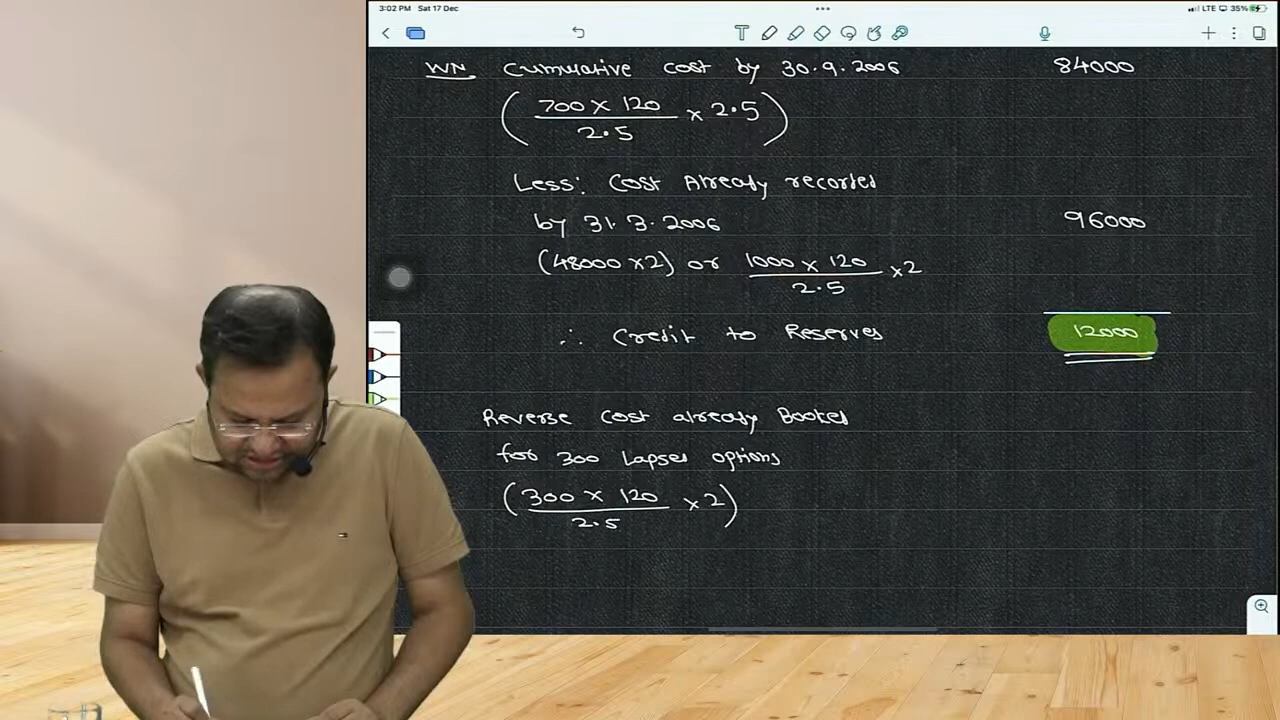 3:02 PM Sat 17 Dec
LTE 35%
WN Cumulative cost by 30.9.2006 84000
(700 × 120 / 2.5 × 2.5)
Less: Cost Already recorded
by 31.3.2006 96000
(48000 × 2) or 1000 × 120 / 2.5 × 2
∴ Credit to Reserves 12000
Reverse cost already Booked
for 300 Lapsed options
(300 × 120 / 2.5 × 2)